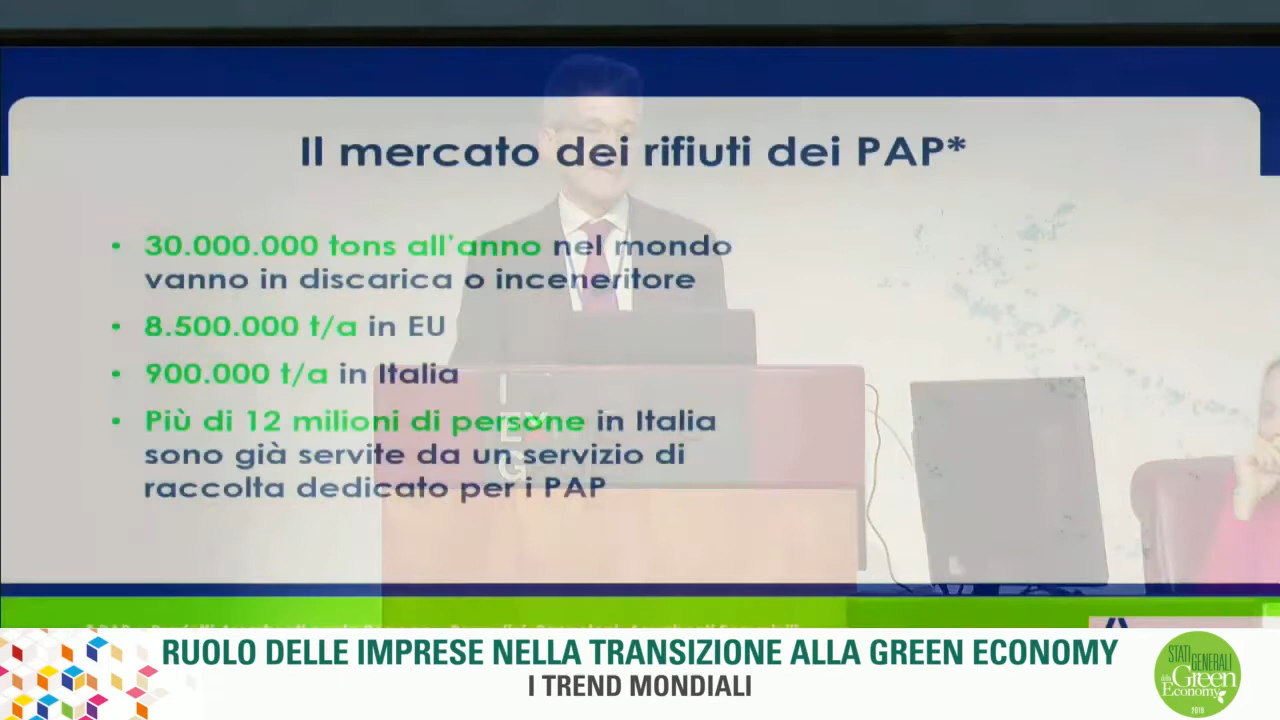 Il mercato dei rifiuti dei PAP*
• 30.000.000 tons all'anno nel mondo
vanno in discarica o inceneritore
• 8.500.000 t/a in EU
• 900.000 t/a in Italia
• Più di 12 milioni di persone in Italia
sono già servite da un servizio di
raccolta dedicato per i PAP
I
EG
RUOLO DELLE IMPRESE NELLA TRANSIZIONE ALLA GREEN ECONOMY
I TREND MONDIALI
STATI
GENERALI
della Green
Economy
2018